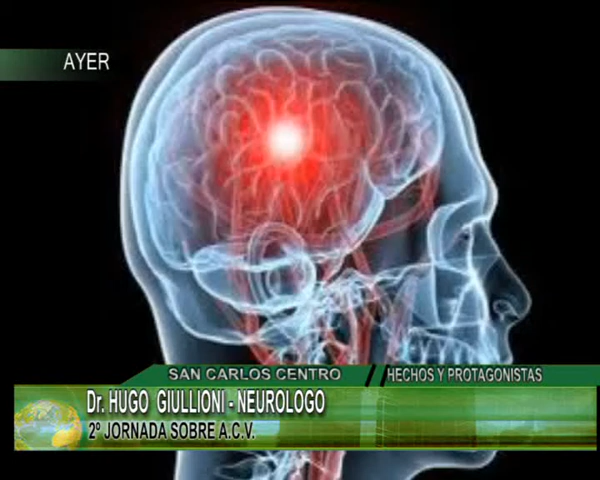 AYER
SAN CARLOS CENTRO // HECHOS Y PROTAGONISTAS
Dr. HUGO GIULLIONI - NEUROLOGO
2º JORNADA SOBRE A.C.V.